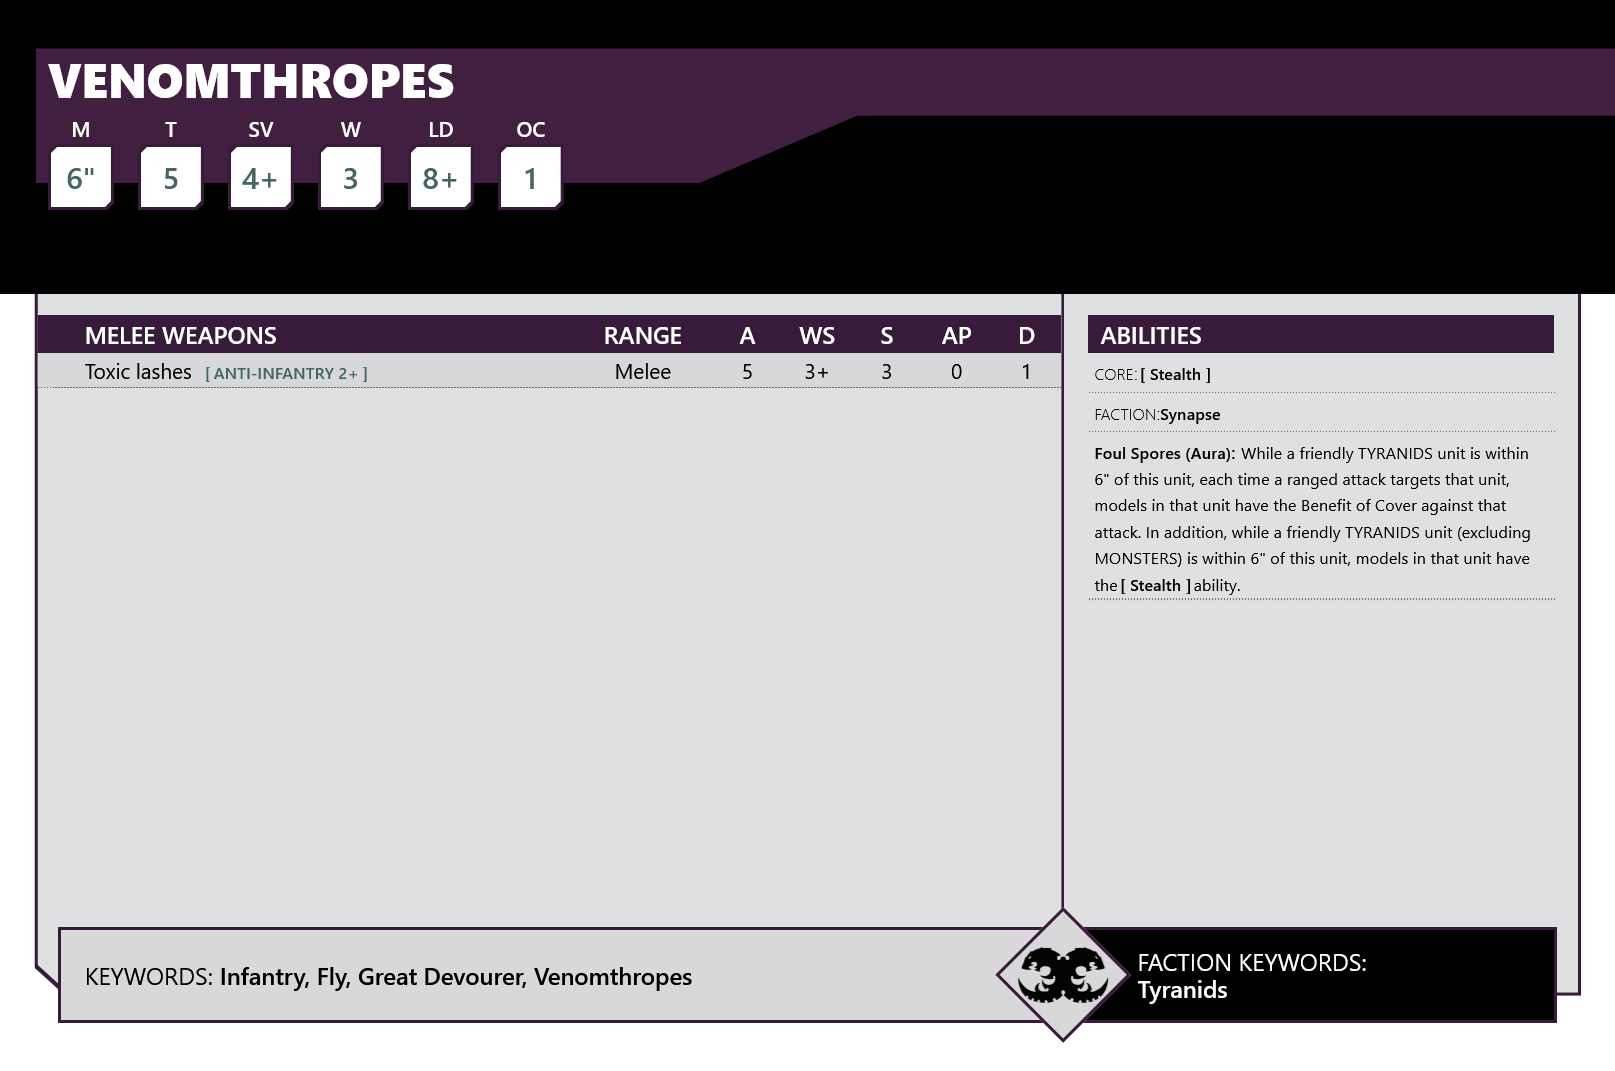 VENOMTHROPES
M T SV W LD OC
6" 5 4+ 3 8+ 1
MELEE WEAPONS RANGE A WS S AP D
Toxic lashes [ ANTI-INFANTRY 2+ ] Melee 5 3+ 3 0 1
ABILITIES
CORE: [ Stealth ]
FACTION: Synapse
Foul Spores (Aura): While a friendly TYRANIDS unit is within
6" of this unit, each time a ranged attack targets that unit,
models in that unit have the Benefit of Cover against that
attack. In addition, while a friendly TYRANIDS unit (excluding
MONSTERS) is within 6" of this unit, models in that unit have
the [ Stealth ] ability.
KEYWORDS: Infantry, Fly, Great Devourer, Venomthropes
FACTION KEYWORDS:
Tyranids